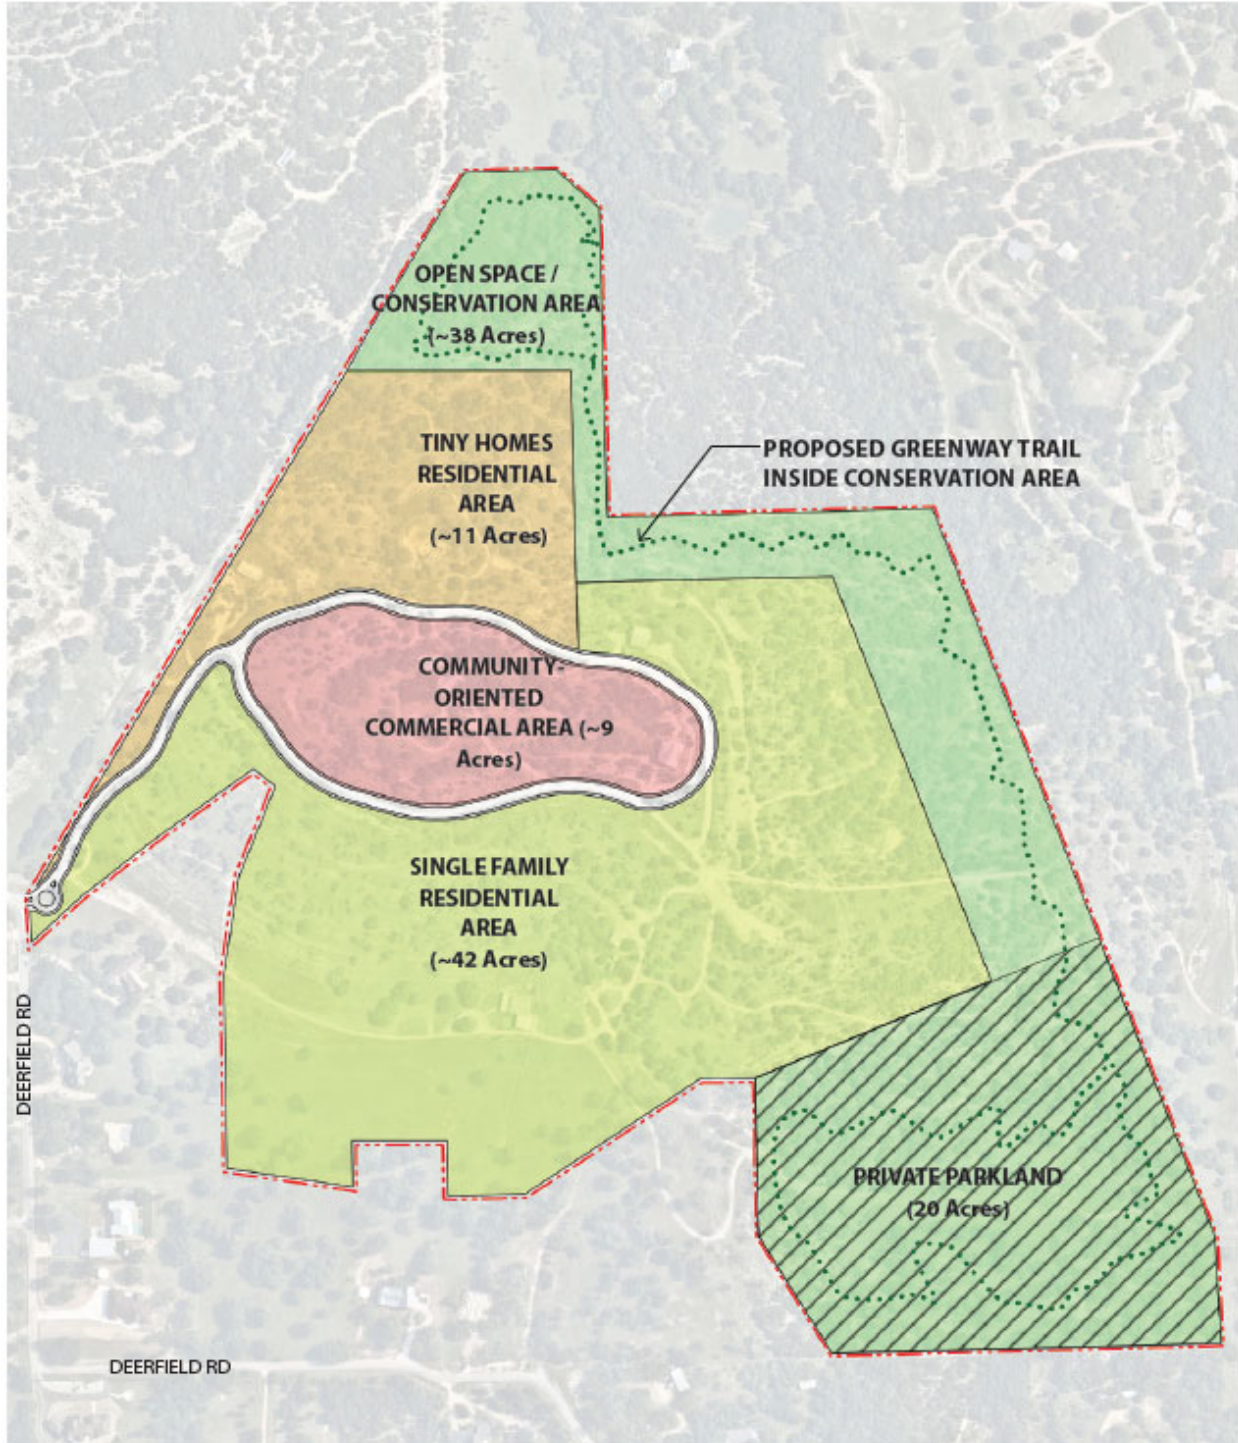 OPEN SPACE /
CONSERVATION AREA
(~38 Acres)
TINY HOMES
RESIDENTIAL
AREA
(~11 Acres)
PROPOSED GREENWAY TRAIL
INSIDE CONSERVATION AREA
COMMUNITY-
ORIENTED
COMMERCIAL AREA (~9
Acres)
SINGLE FAMILY
RESIDENTIAL
AREA
(~42 Acres)
DEERFIELD RD
PRIVATE PARKLAND
(20 Acres)
DEERFIELD RD